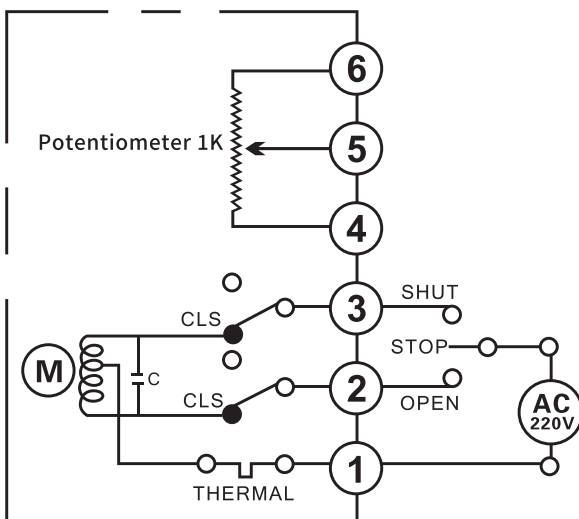 6
Potentiometer 1K
5
4
3
SHUT
CLS
STOP
M
C
2
CLS
OPEN
AC
220V
1
THERMAL